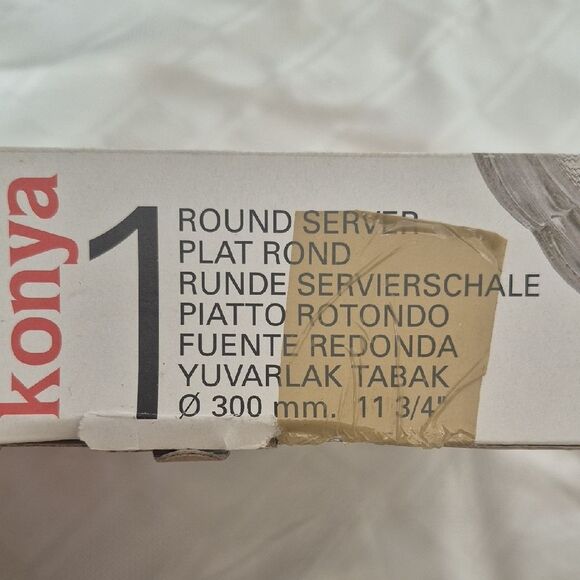 konya
1
ROUND SERVER
PLAT ROND
RUNDE SERVIERSCHALE
PIATTO ROTONDO
FUENTE REDONDA
YUVARLAK TABAK
Ø 300 mm. 11 3/4"